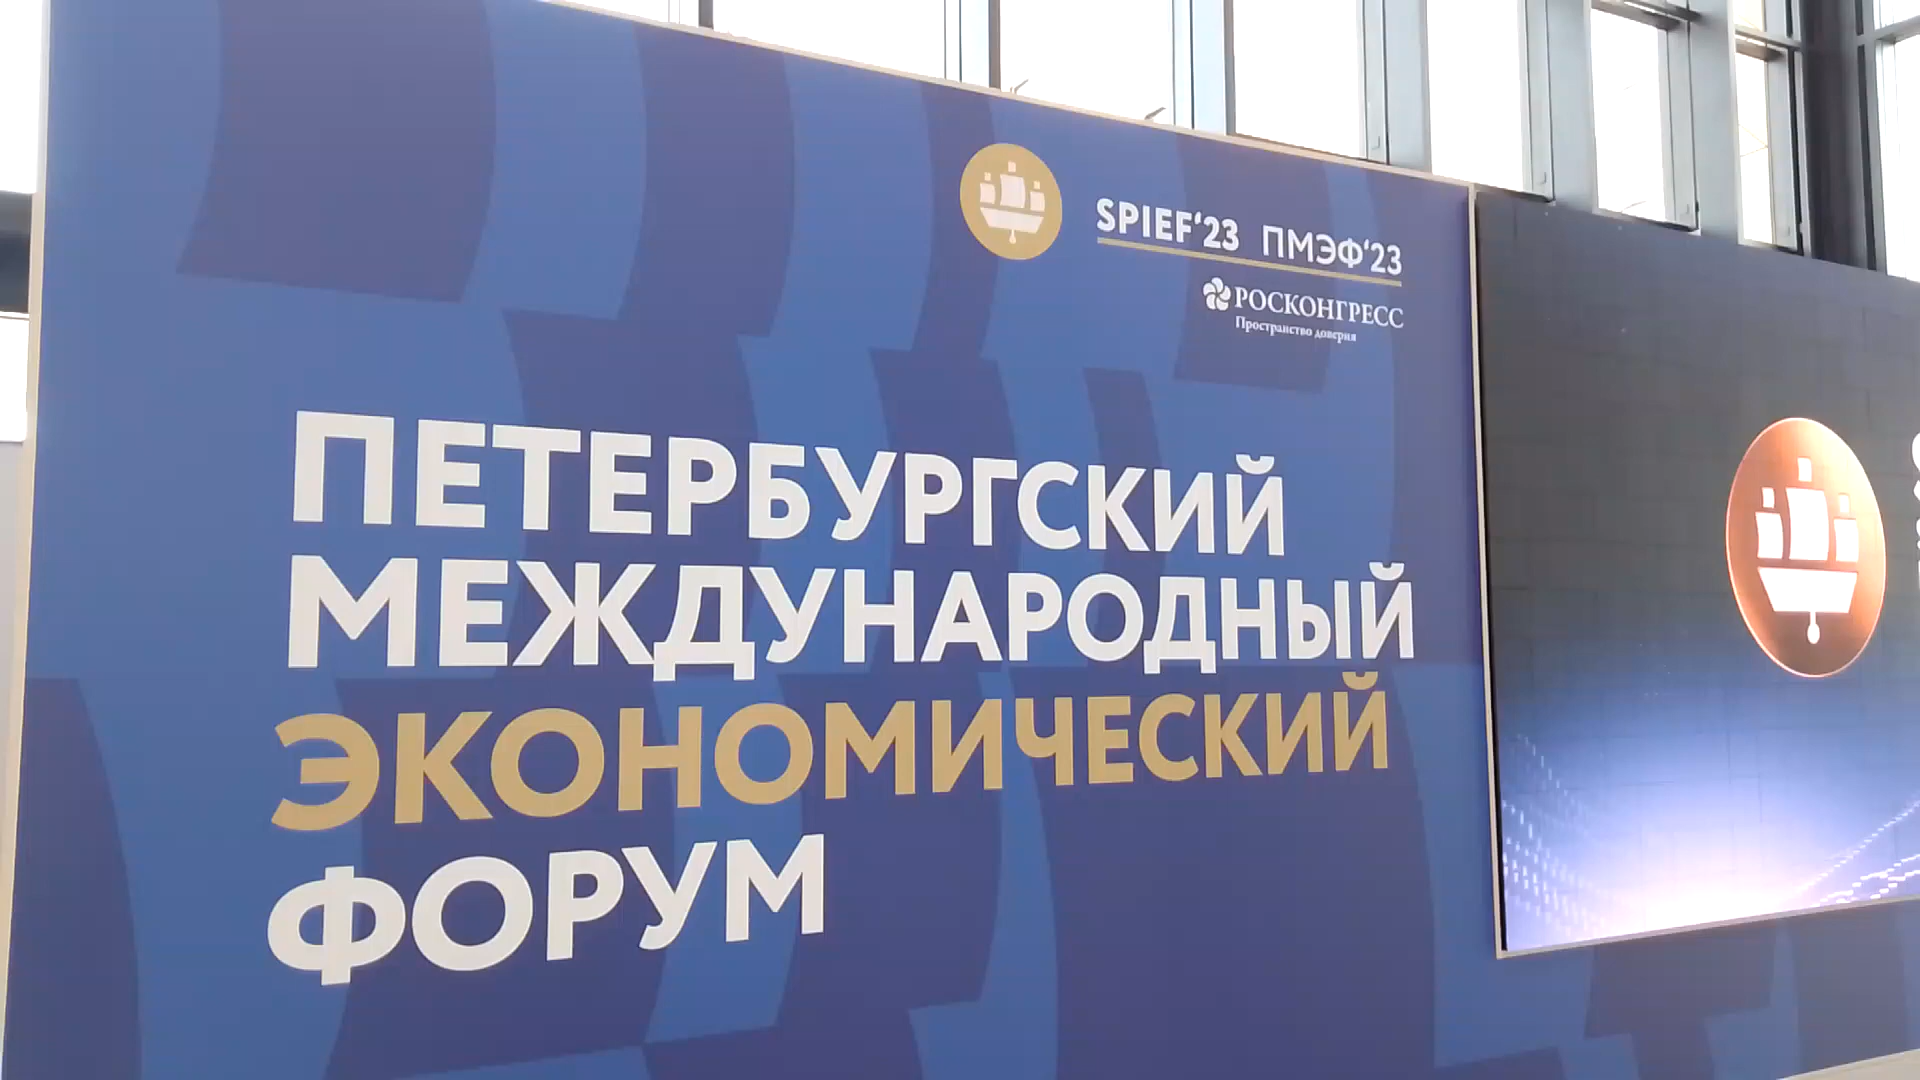 SPIEF‘23 ПМЭФ‘23
РОСКОНГРЕСС
Пространство доверия
ПЕТЕРБУРГСКИЙ
МЕЖДУНАРОДНЫЙ
ЭКОНОМИЧЕСКИЙ
ФОРУМ